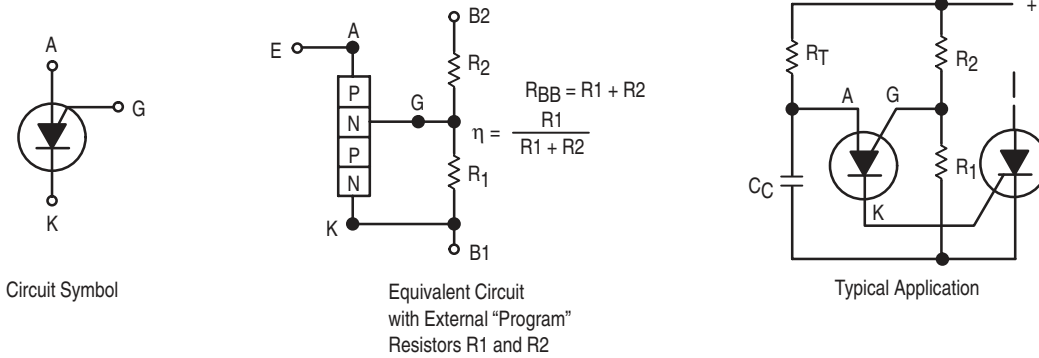 A
G
K
Circuit Symbol
E
A
B2
R2
P
N
P
N
G
RBB = R1 + R2
η = R1
R1 + R2
R1
K
B1
Equivalent Circuit
with External “Program”
Resistors R1 and R2
+
RT
R2
A
G
R1
CC
K
Typical Application